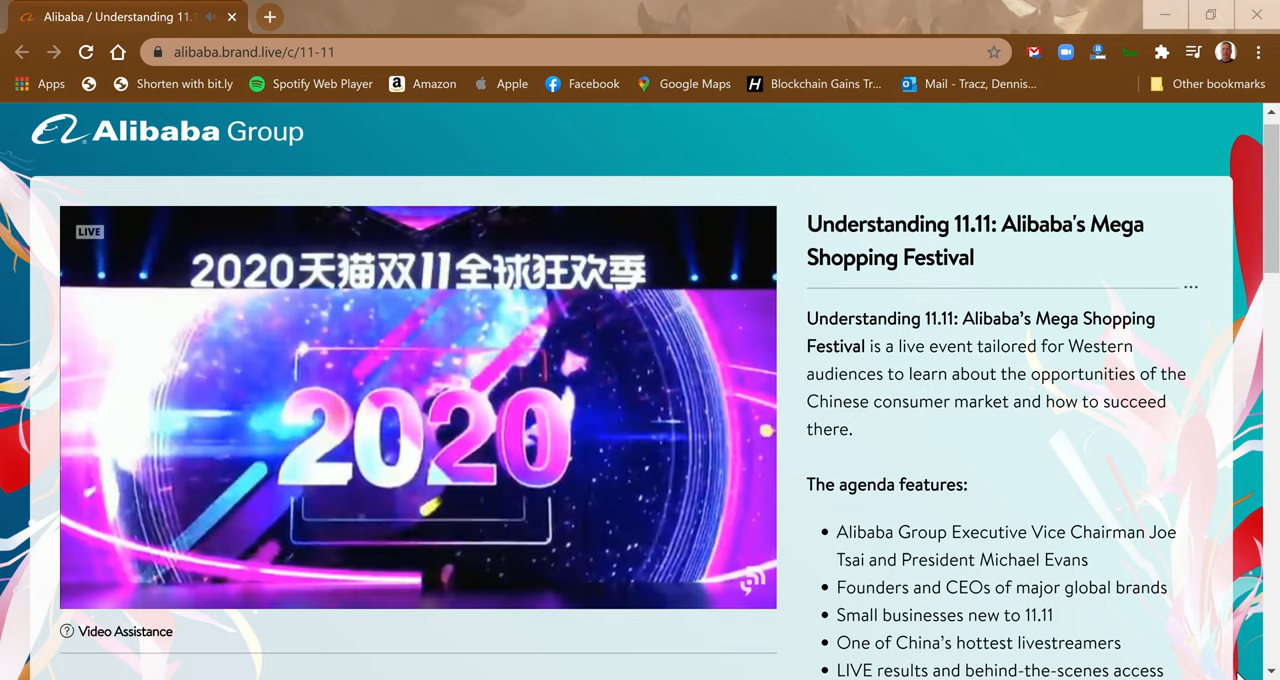 Alibaba / Understanding 11.1
alibaba.brand.live/c/11-11
Apps
Shorten with bit.ly
Spotify Web Player
Amazon
Apple
Facebook
Google Maps
Blockchain Gains Tr...
Mail - Tracz, Dennis...
Other bookmarks
Alibaba Group
LIVE
2020天猫双11全球狂欢季
2020
Video Assistance
Understanding 11.11: Alibaba's Mega
Shopping Festival
...
Understanding 11.11: Alibaba’s Mega Shopping
Festival is a live event tailored for Western
audiences to learn about the opportunities of the
Chinese consumer market and how to succeed
there.
The agenda features:
• Alibaba Group Executive Vice Chairman Joe
Tsai and President Michael Evans
• Founders and CEOs of major global brands
• Small businesses new to 11.11
• One of China’s hottest livestreamers
• LIVE results and behind-the-scenes access